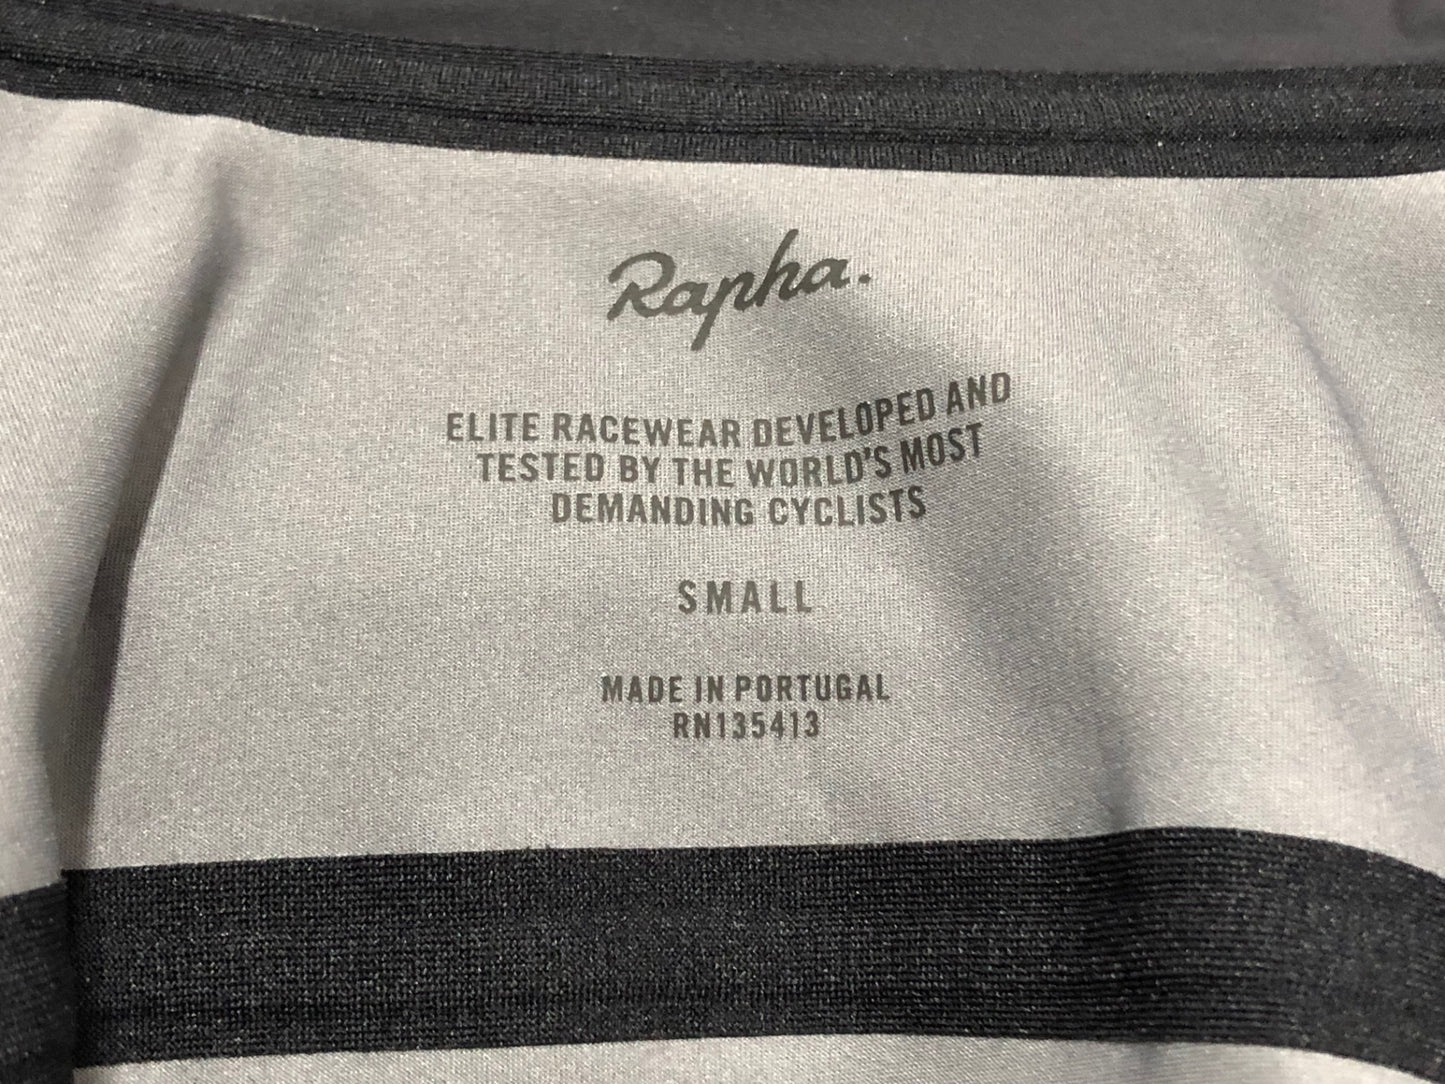 Rapha.
ELITE RACEWEAR DEVELOPED AND
TESTED BY THE WORLD'S MOST
DEMANDING CYCLISTS
SMALL
MADE IN PORTUGAL
RN135413